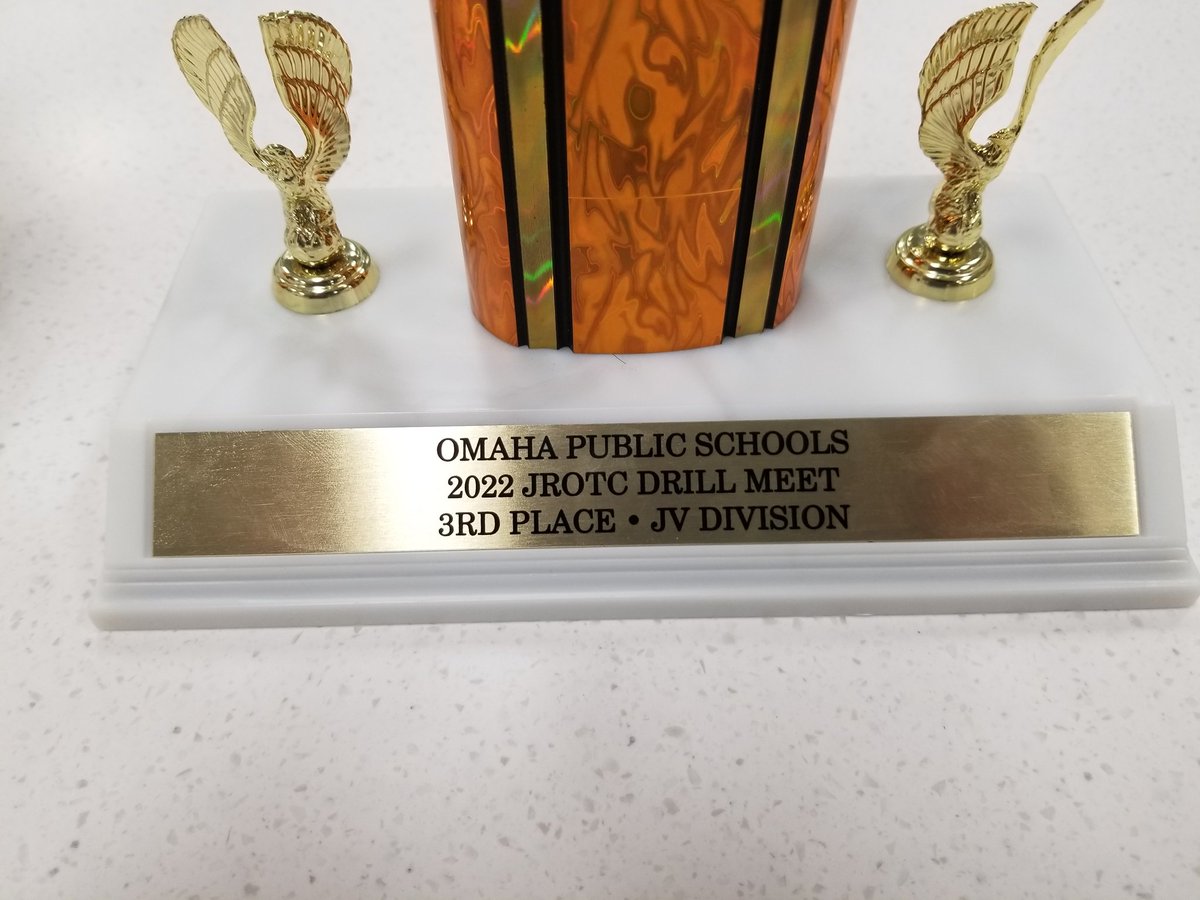 OMAHA PUBLIC SCHOOLS
2022 JROTC DRILL MEET
3RD PLACE • JV DIVISION